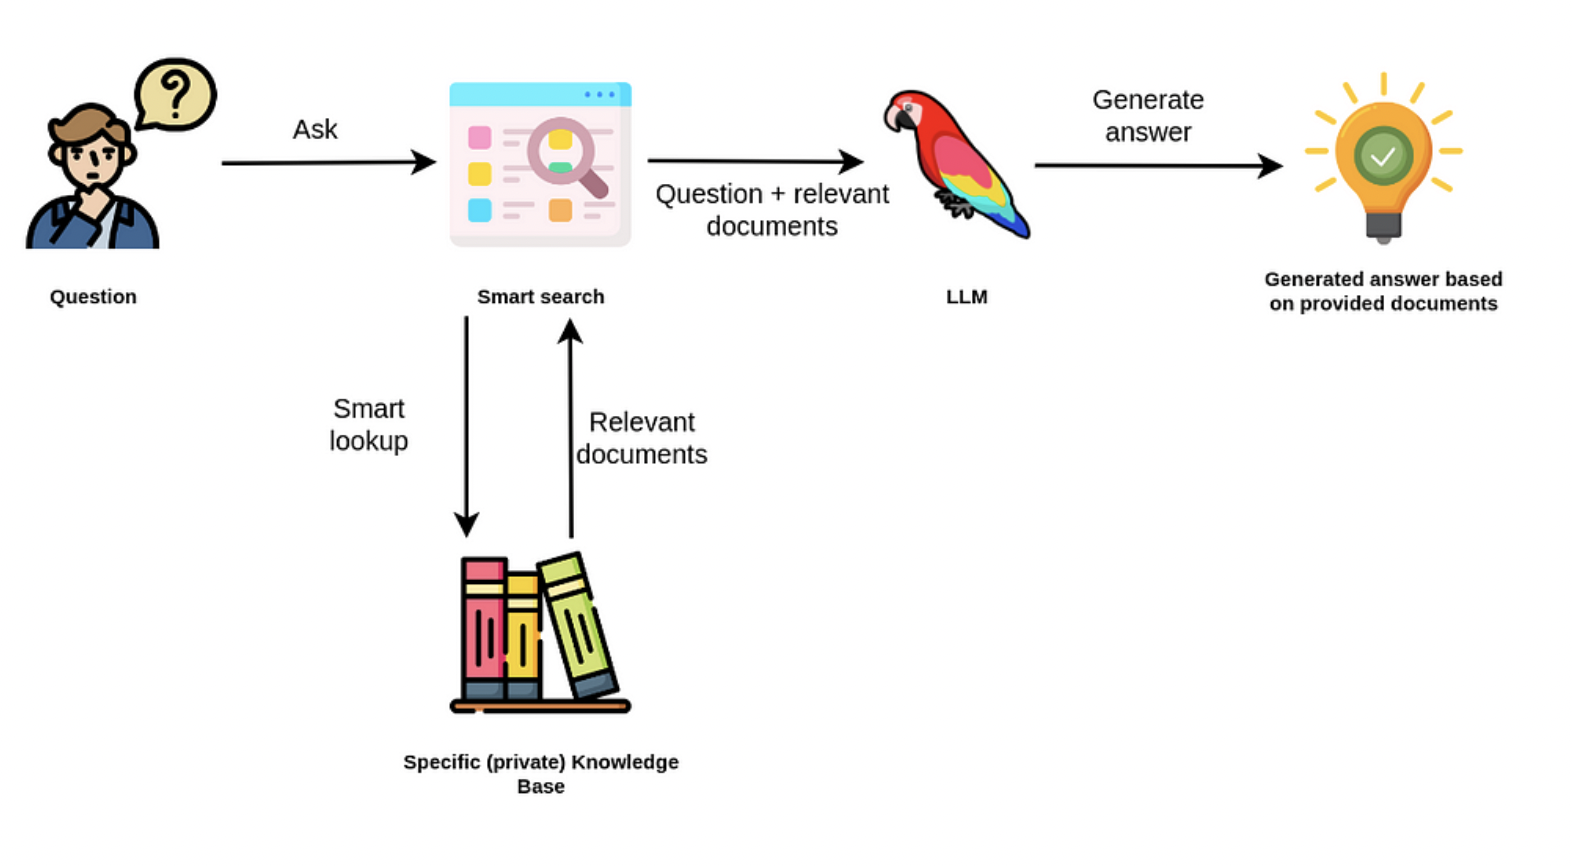 ?
Ask
Generate
answer
Question + relevant
documents
Question
Smart search
LLM
Generated answer based
on provided documents
Smart
lookup
Relevant
documents
Specific (private) Knowledge
Base